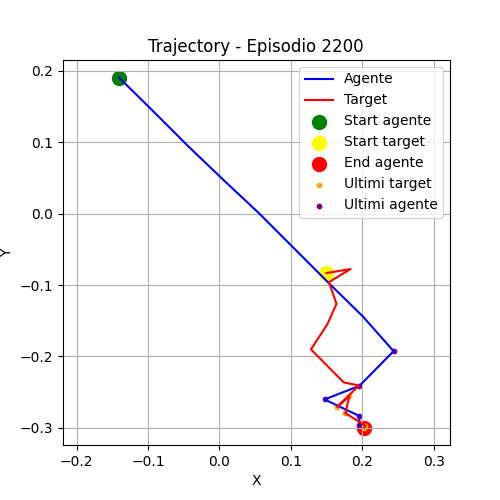 Trajectory - Episodio 2200
Agente
Target
Start agente
Start target
End agente
Ultimi target
Ultimi agente
Y
0.2
0.1
0.0
−0.1
−0.2
−0.3
−0.2
−0.1
0.0
0.1
0.2
0.3
X